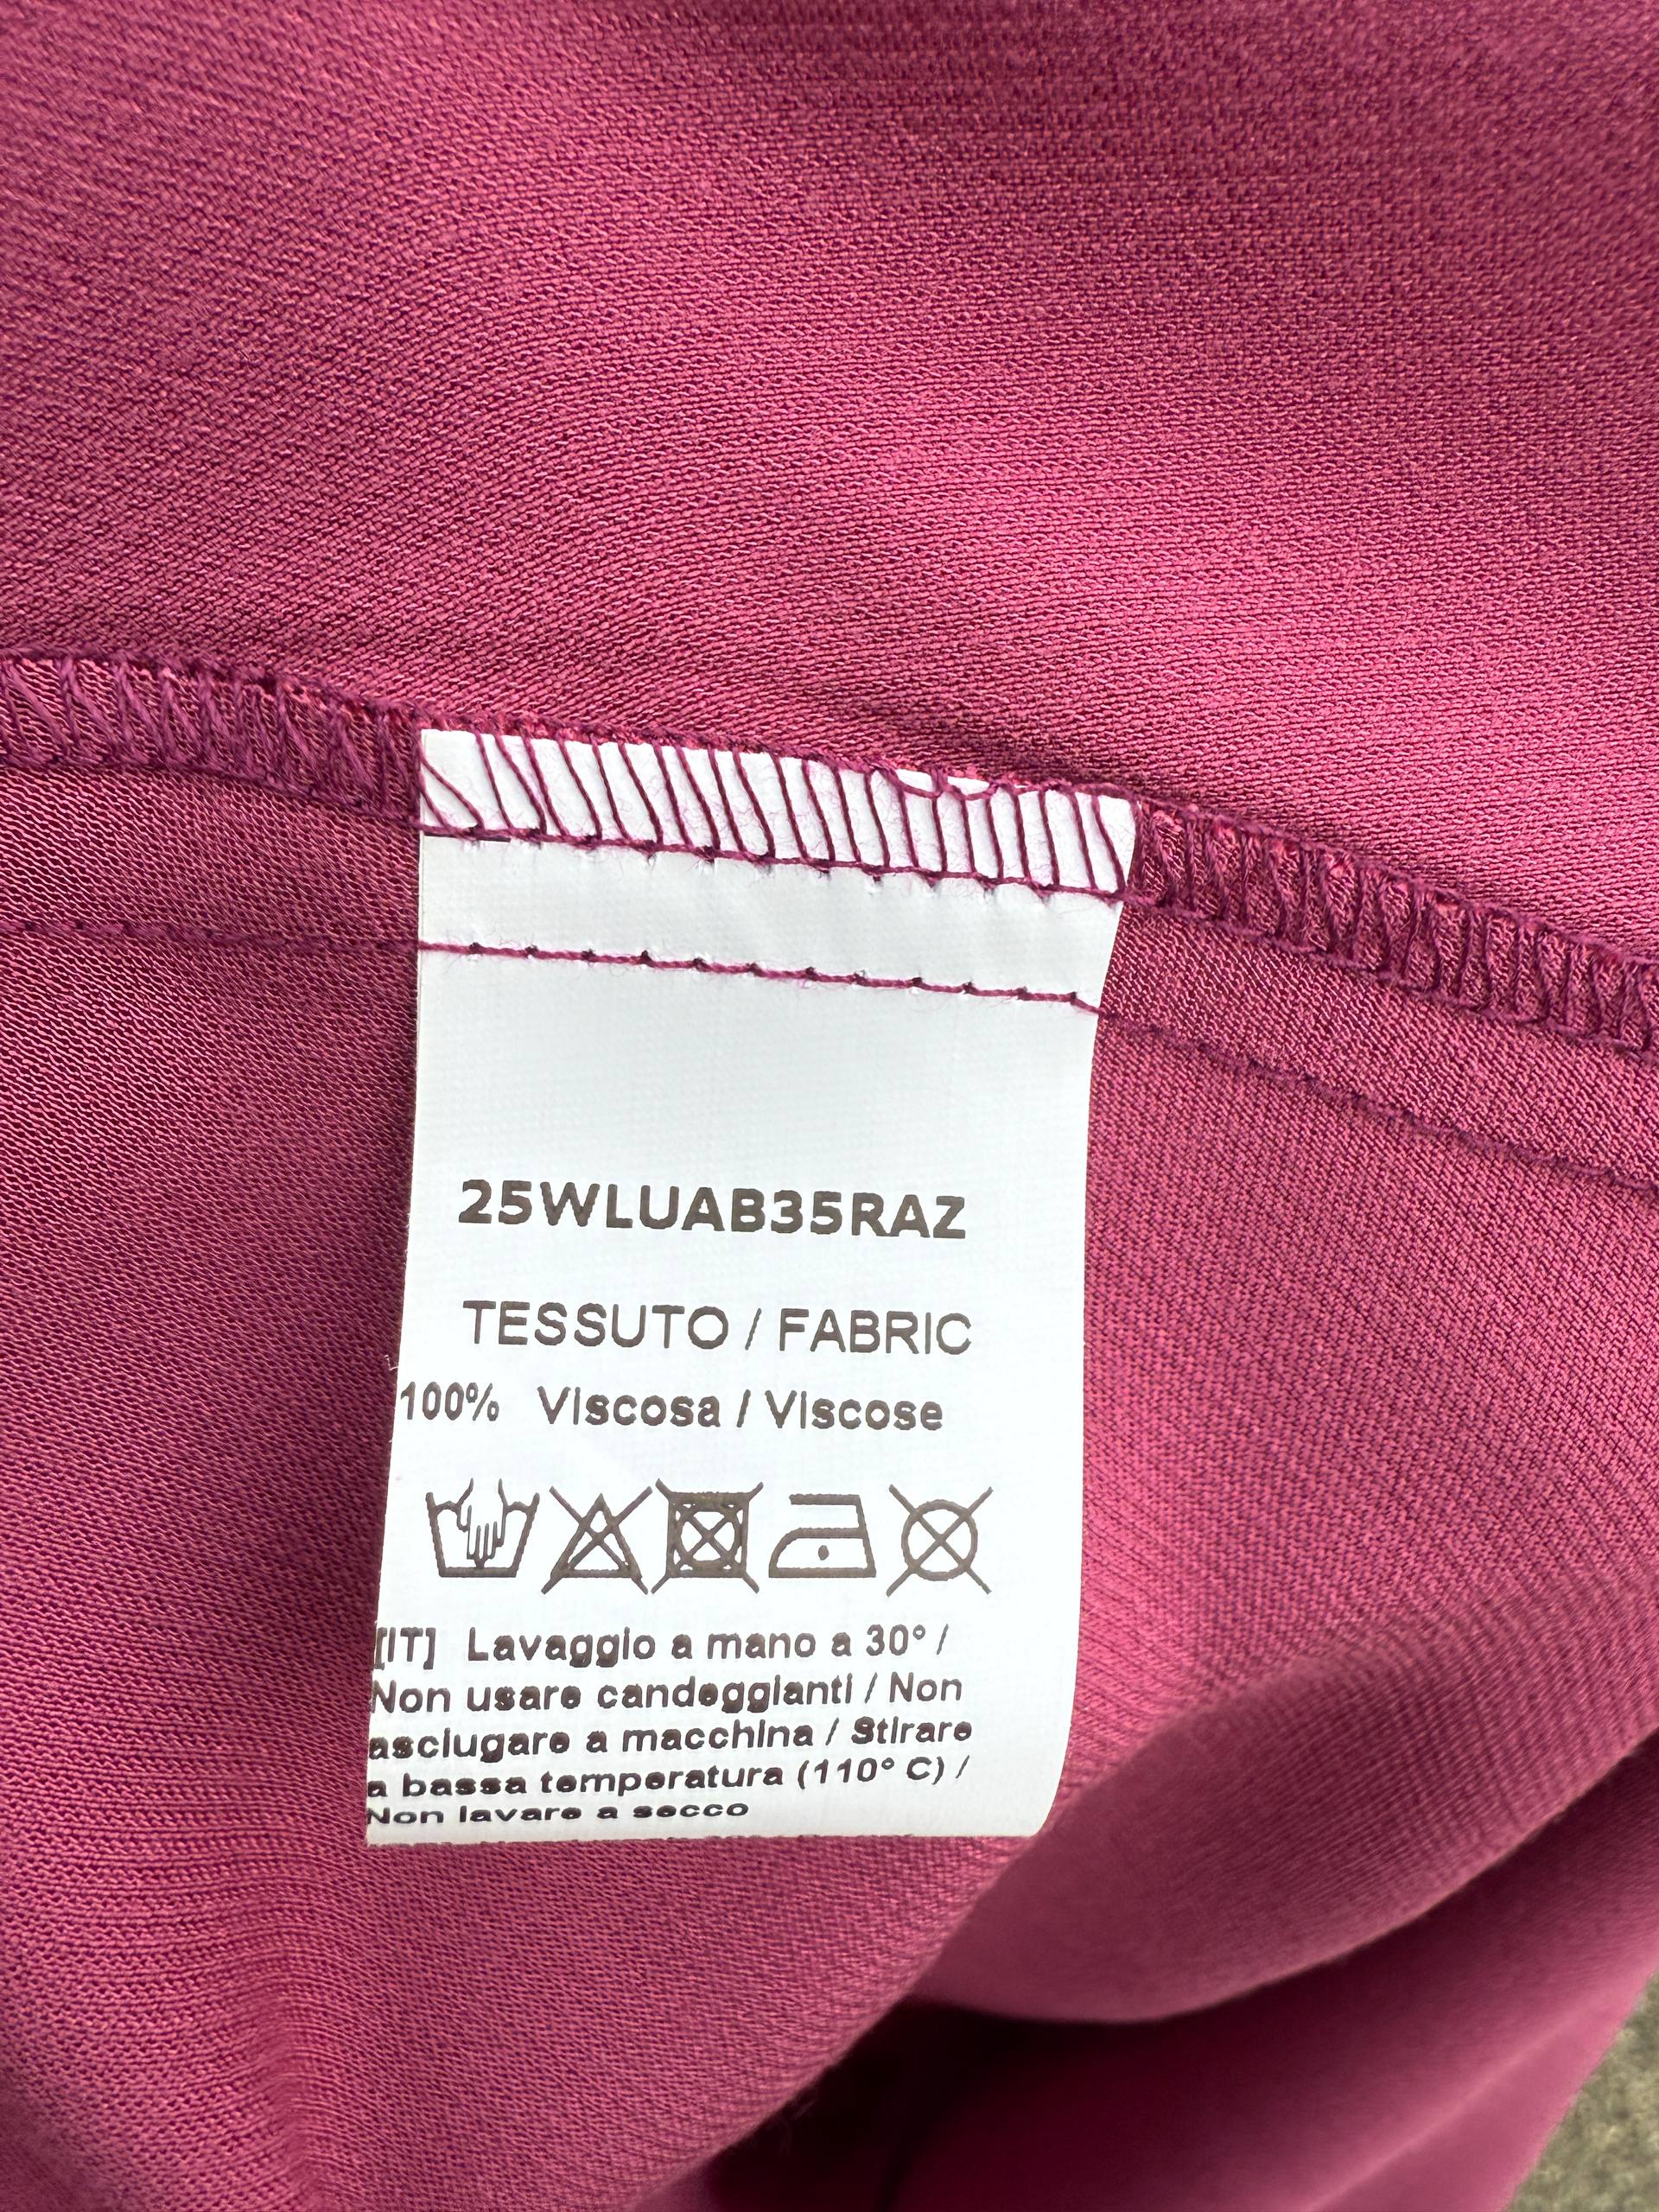 25WLUAB35RAZ
TESSUTO / FABRIC
100% Viscosa / Viscose
[IT] Lavaggio a mano a 30° /
Non usare candeggianti / Non
asciugare a macchina / Stirare
a bassa temperatura (110° C) /
Non lavare a secco